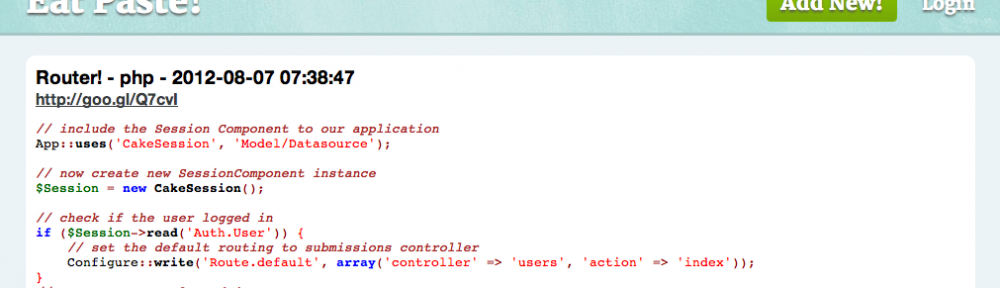 Eat Paste!
Add New!
Login
Router! - php - 2012-08-07 07:38:47
http://goo.gl/Q7cvI
// include the Session Component to our application
App::uses('CakeSession', 'Model/Datasource');
// now create new SessionComponent instance
$Session = new CakeSession();
// check if the user logged in
if ($Session->read('Auth.User')) {
// set the default routing to submissions controller
Configure::write('Route.default', array('controller' => 'users', 'action' => 'index'));
}